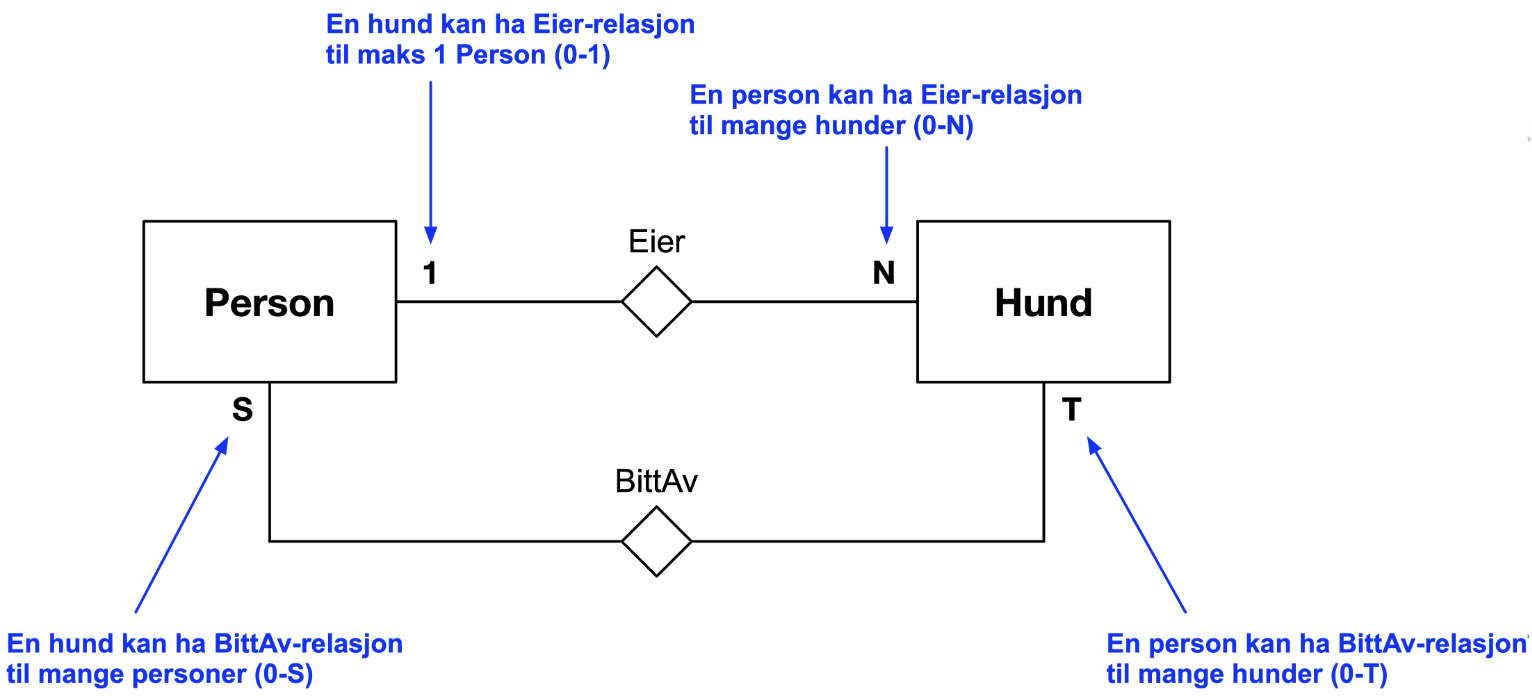 En hund kan ha Eier-relasjon
til maks 1 Person (0-1)
En person kan ha Eier-relasjon
til mange hunder (0-N)
Eier
1
N
Person
Hund
S
T
BittAv
En hund kan ha BittAv-relasjon
til mange personer (0-S)
En person kan ha BittAv-relasjon
til mange hunder (0-T)